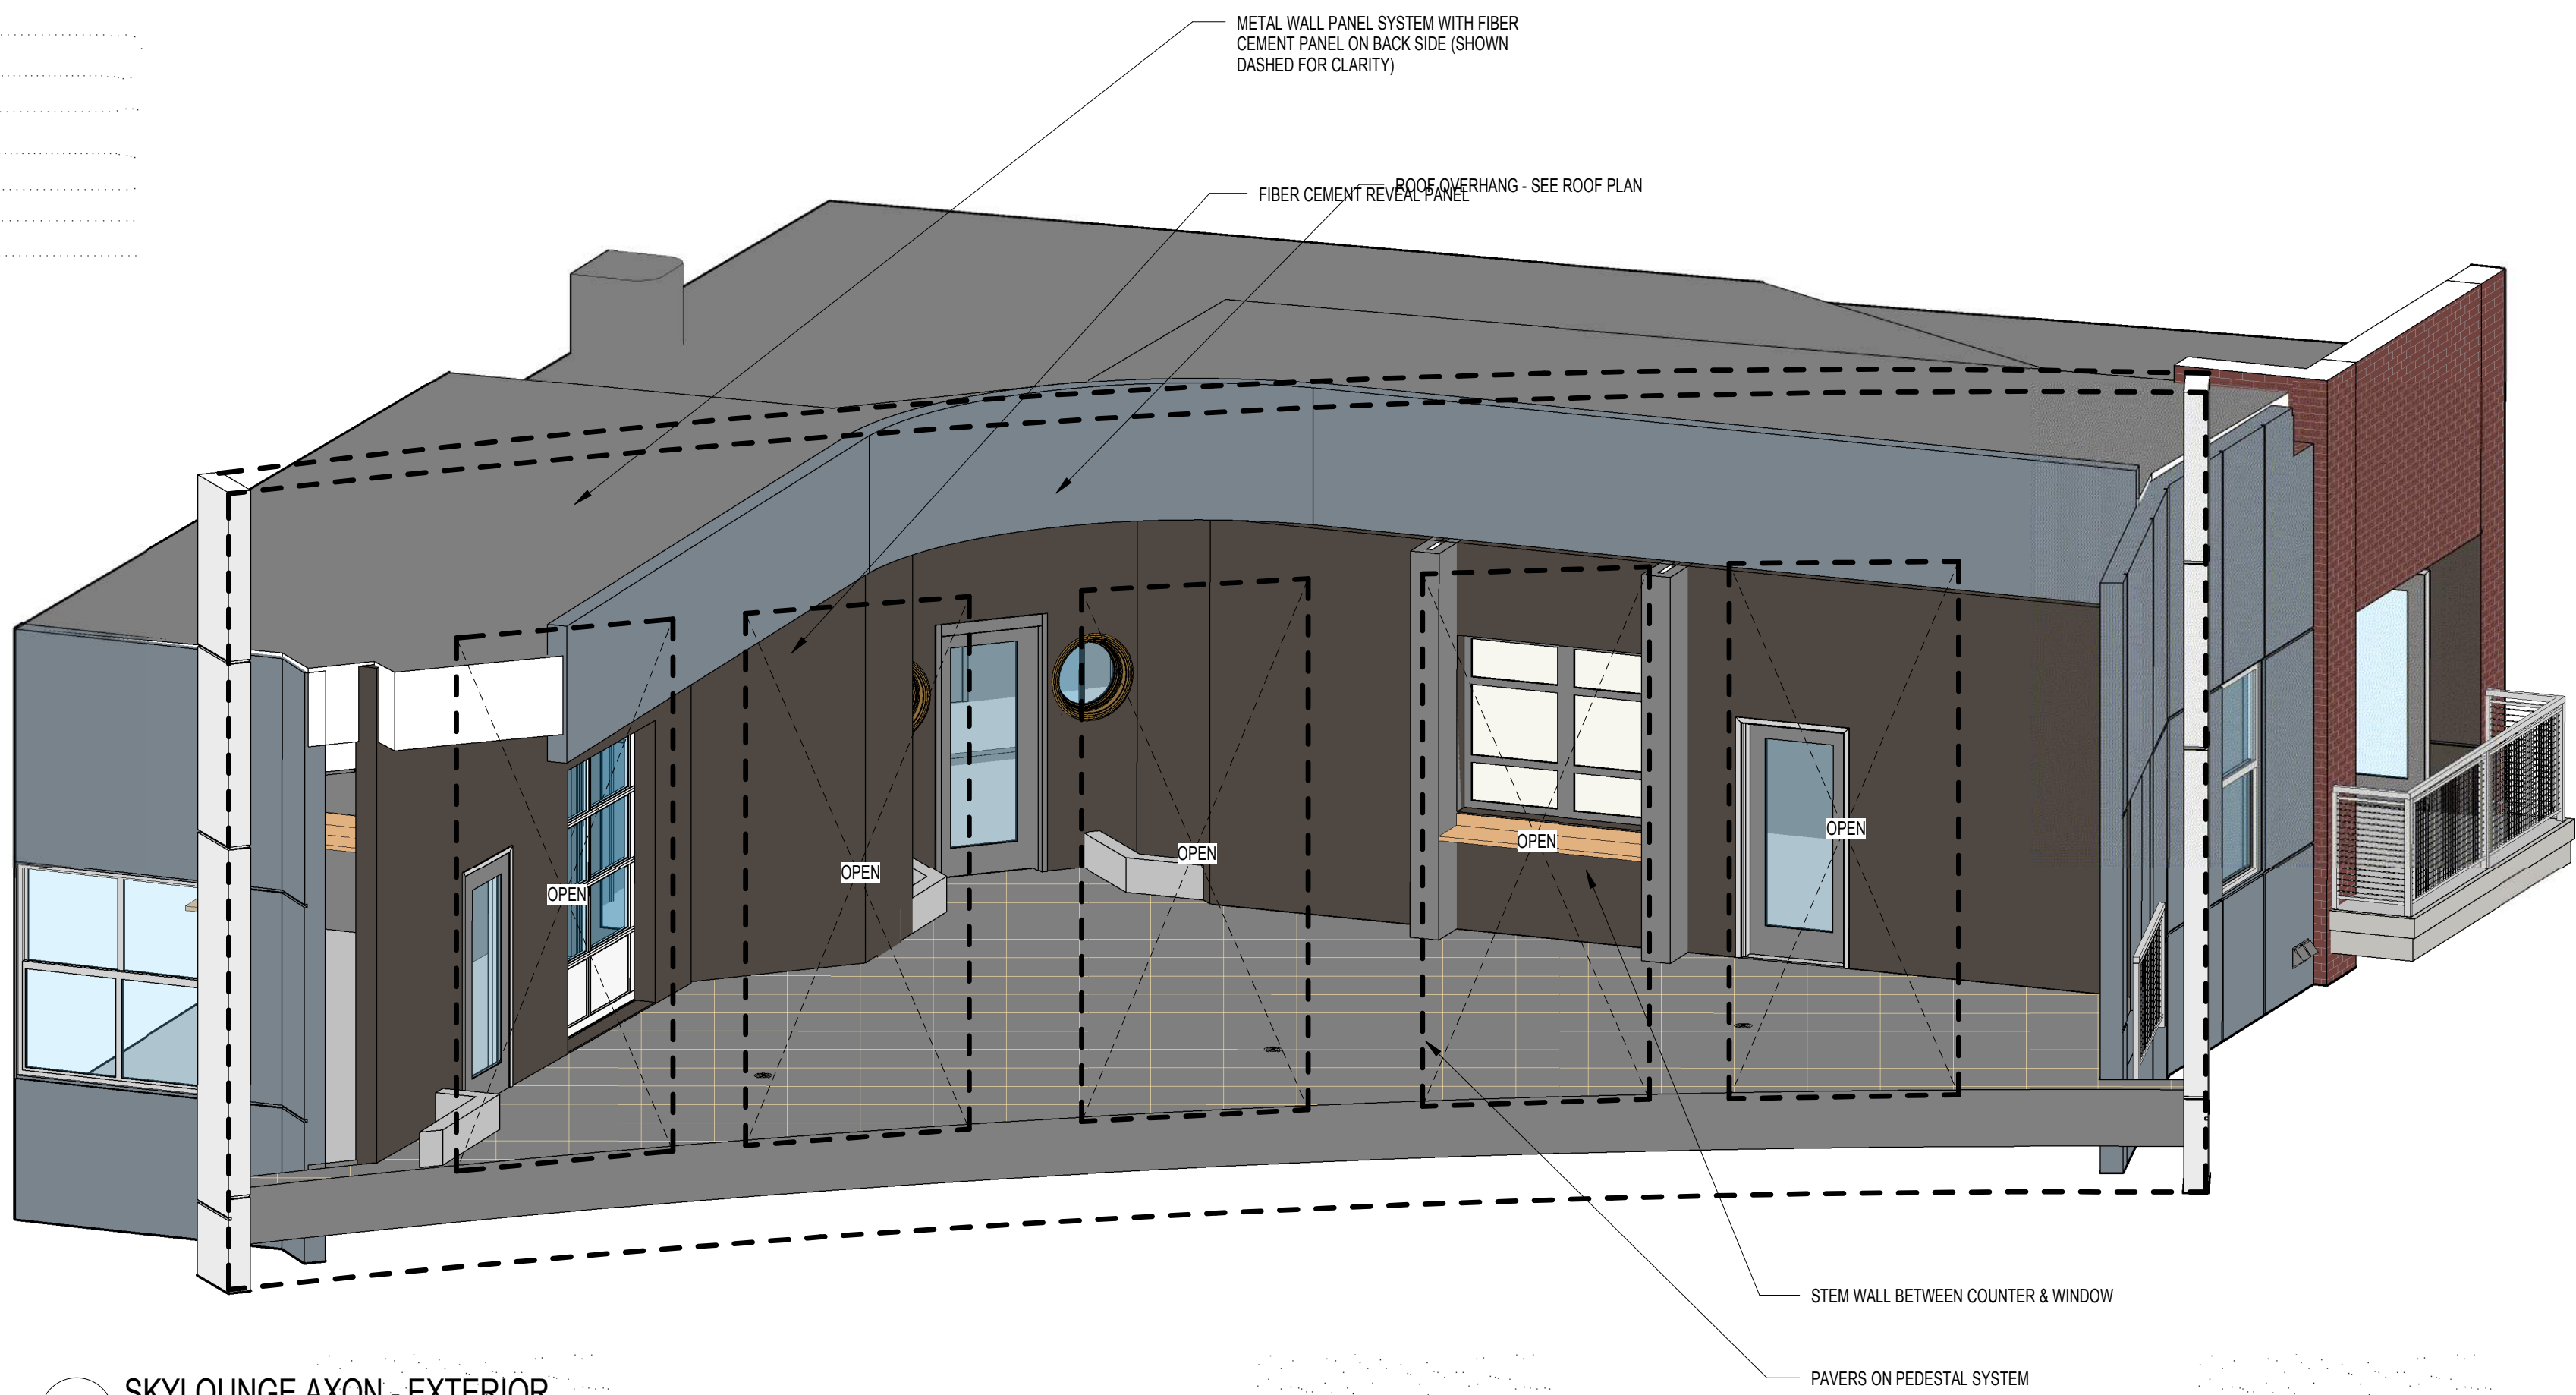 METAL WALL PANEL SYSTEM WITH FIBER
CEMENT PANEL ON BACK SIDE (SHOWN
DASHED FOR CLARITY)
ROOF OVERHANG - SEE ROOF PLAN
FIBER CEMENT REVEAL PANEL
OPEN
OPEN
OPEN
OPEN
OPEN
STEM WALL BETWEEN COUNTER & WINDOW
PAVERS ON PEDESTAL SYSTEM
SKYLOUNGE AXON - EXTERIOR